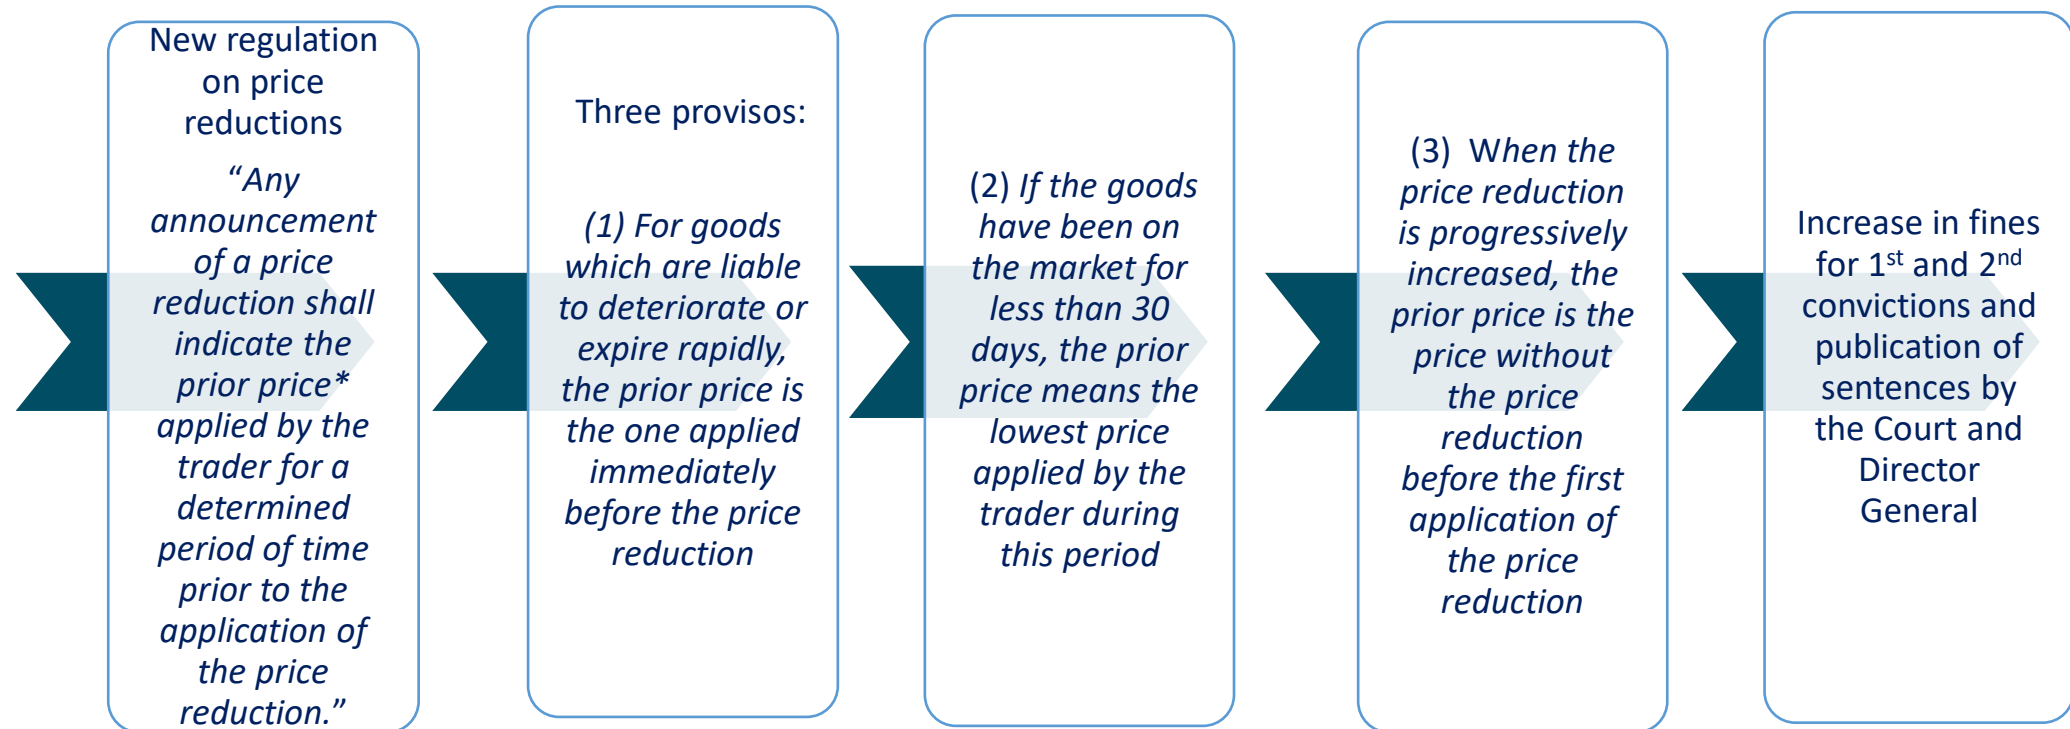 New regulation
on price
reductions
“Any
announcement
of a price
reduction shall
indicate the
prior price*
applied by the
trader for a
determined
period of time
prior to the
application of
the price
reduction.”
Three provisos:
(1) For goods
which are liable
to deteriorate or
expire rapidly,
the prior price is
the one applied
immediately
before the price
reduction
(2) If the goods
have been on
the market for
less than 30
days, the prior
price means the
lowest price
applied by the
trader during
this period
(3) When the
price reduction
is progressively
increased, the
prior price is the
price without
the price
reduction
before the first
application of
the price
reduction
Increase in fines
for 1st and 2nd
convictions and
publication of
sentences by
the Court and
Director
General